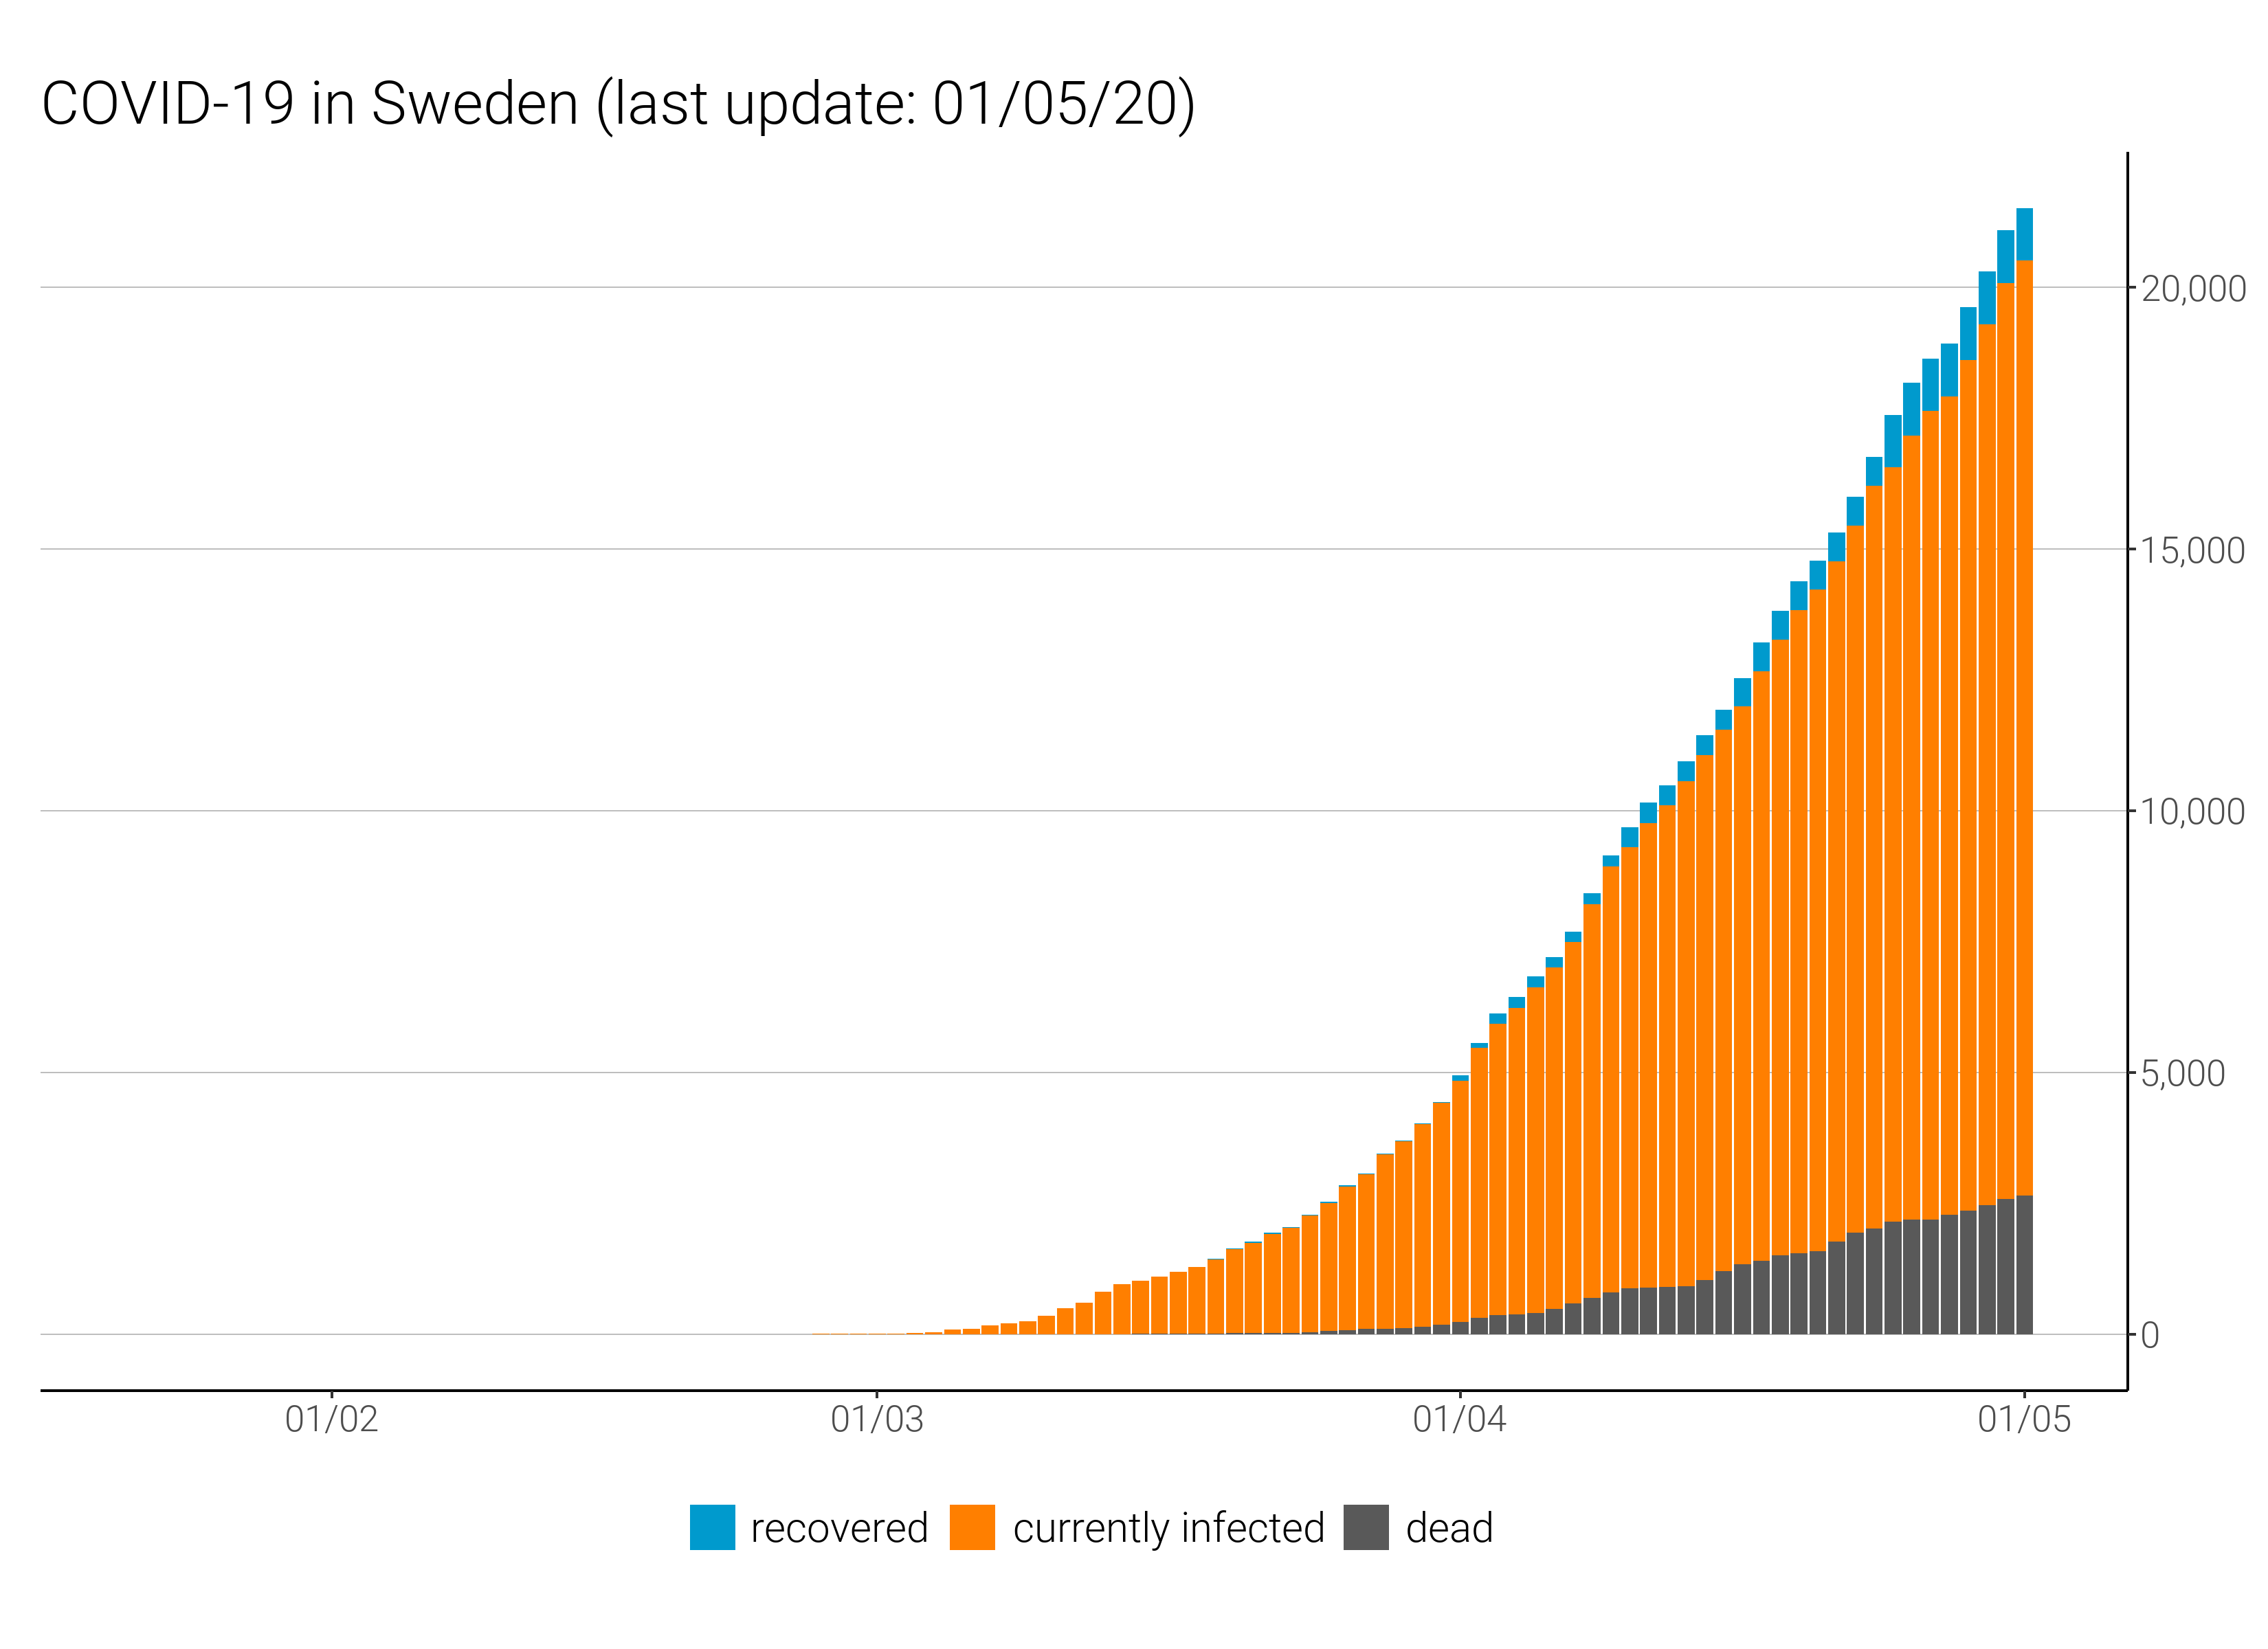 COVID-19 in Sweden (last update: 01/05/20)
20,000
15,000
10,000
5,000
0
01/02 01/03 01/04 01/05
recovered currently infected dead